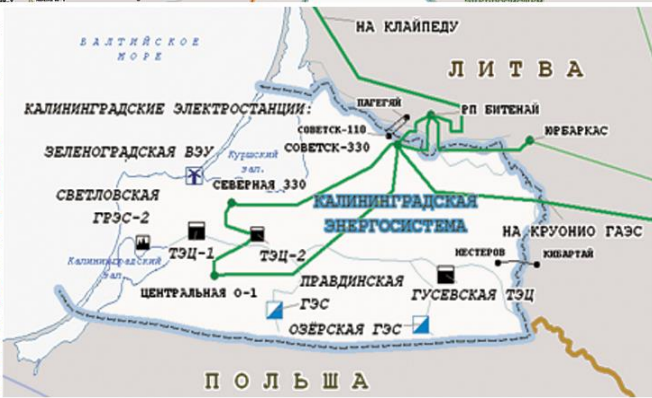 НА КЛАЙПЕДУ
БАЛТИЙСКОЕ
МОРЕ
ЛИТВА
КАЛИНИНГРАДСКИЕ ЭЛЕКТРОСТАНЦИИ:
ПАГЕГЯЙ
РП БИТЕНАЙ
СОВЕТСК-110
СОВЕТСК-330
ЮРБАРКАС
ЗЕЛЕНОГРАДСКАЯ ВЭУ
Куршский
зал.
СЕВЕРНАЯ 330
СВЕТЛОВСКАЯ
ГРЭС-2
КАЛИНИНГРАДСКАЯ
ЭНЕРГОСИСТЕМА
НА КРУОНИО ГАЭС
ТЭЦ-1
ТЭЦ-2
НЕСТЕРОВ
КИБАРТАЙ
Калининградский
зал.
ЦЕНТРАЛЬНАЯ О-1
ПРАВДИНСКАЯ
ГЭС
ГУСЕВСКАЯ ТЭЦ
ОЗЁРСКАЯ ГЭС
ПОЛЬША